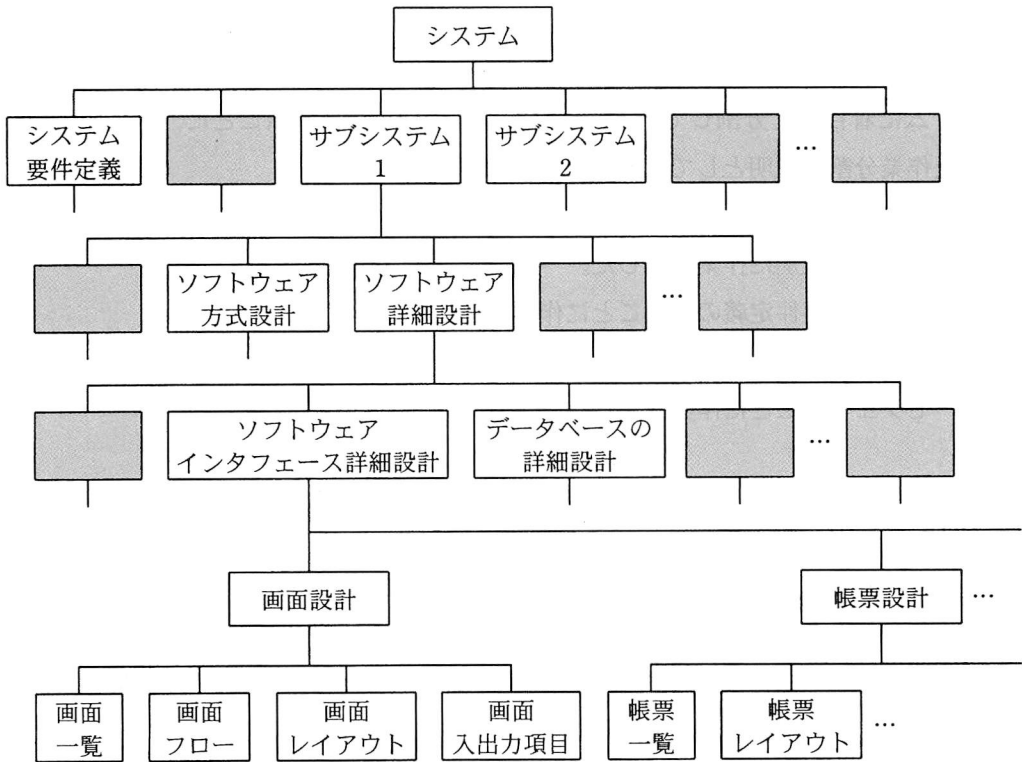 システム
システム
要件定義
サブシステム
1
サブシステム
2
…
ソフトウェア
方式設計
ソフトウェア
詳細設計
…
ソフトウェア
インタフェース詳細設計
データベースの
詳細設計
…
画面設計
帳票設計
…
画面
一覧
画面
フロー
画面
レイアウト
画面
入出力項目
帳票
一覧
帳票
レイアウト
…